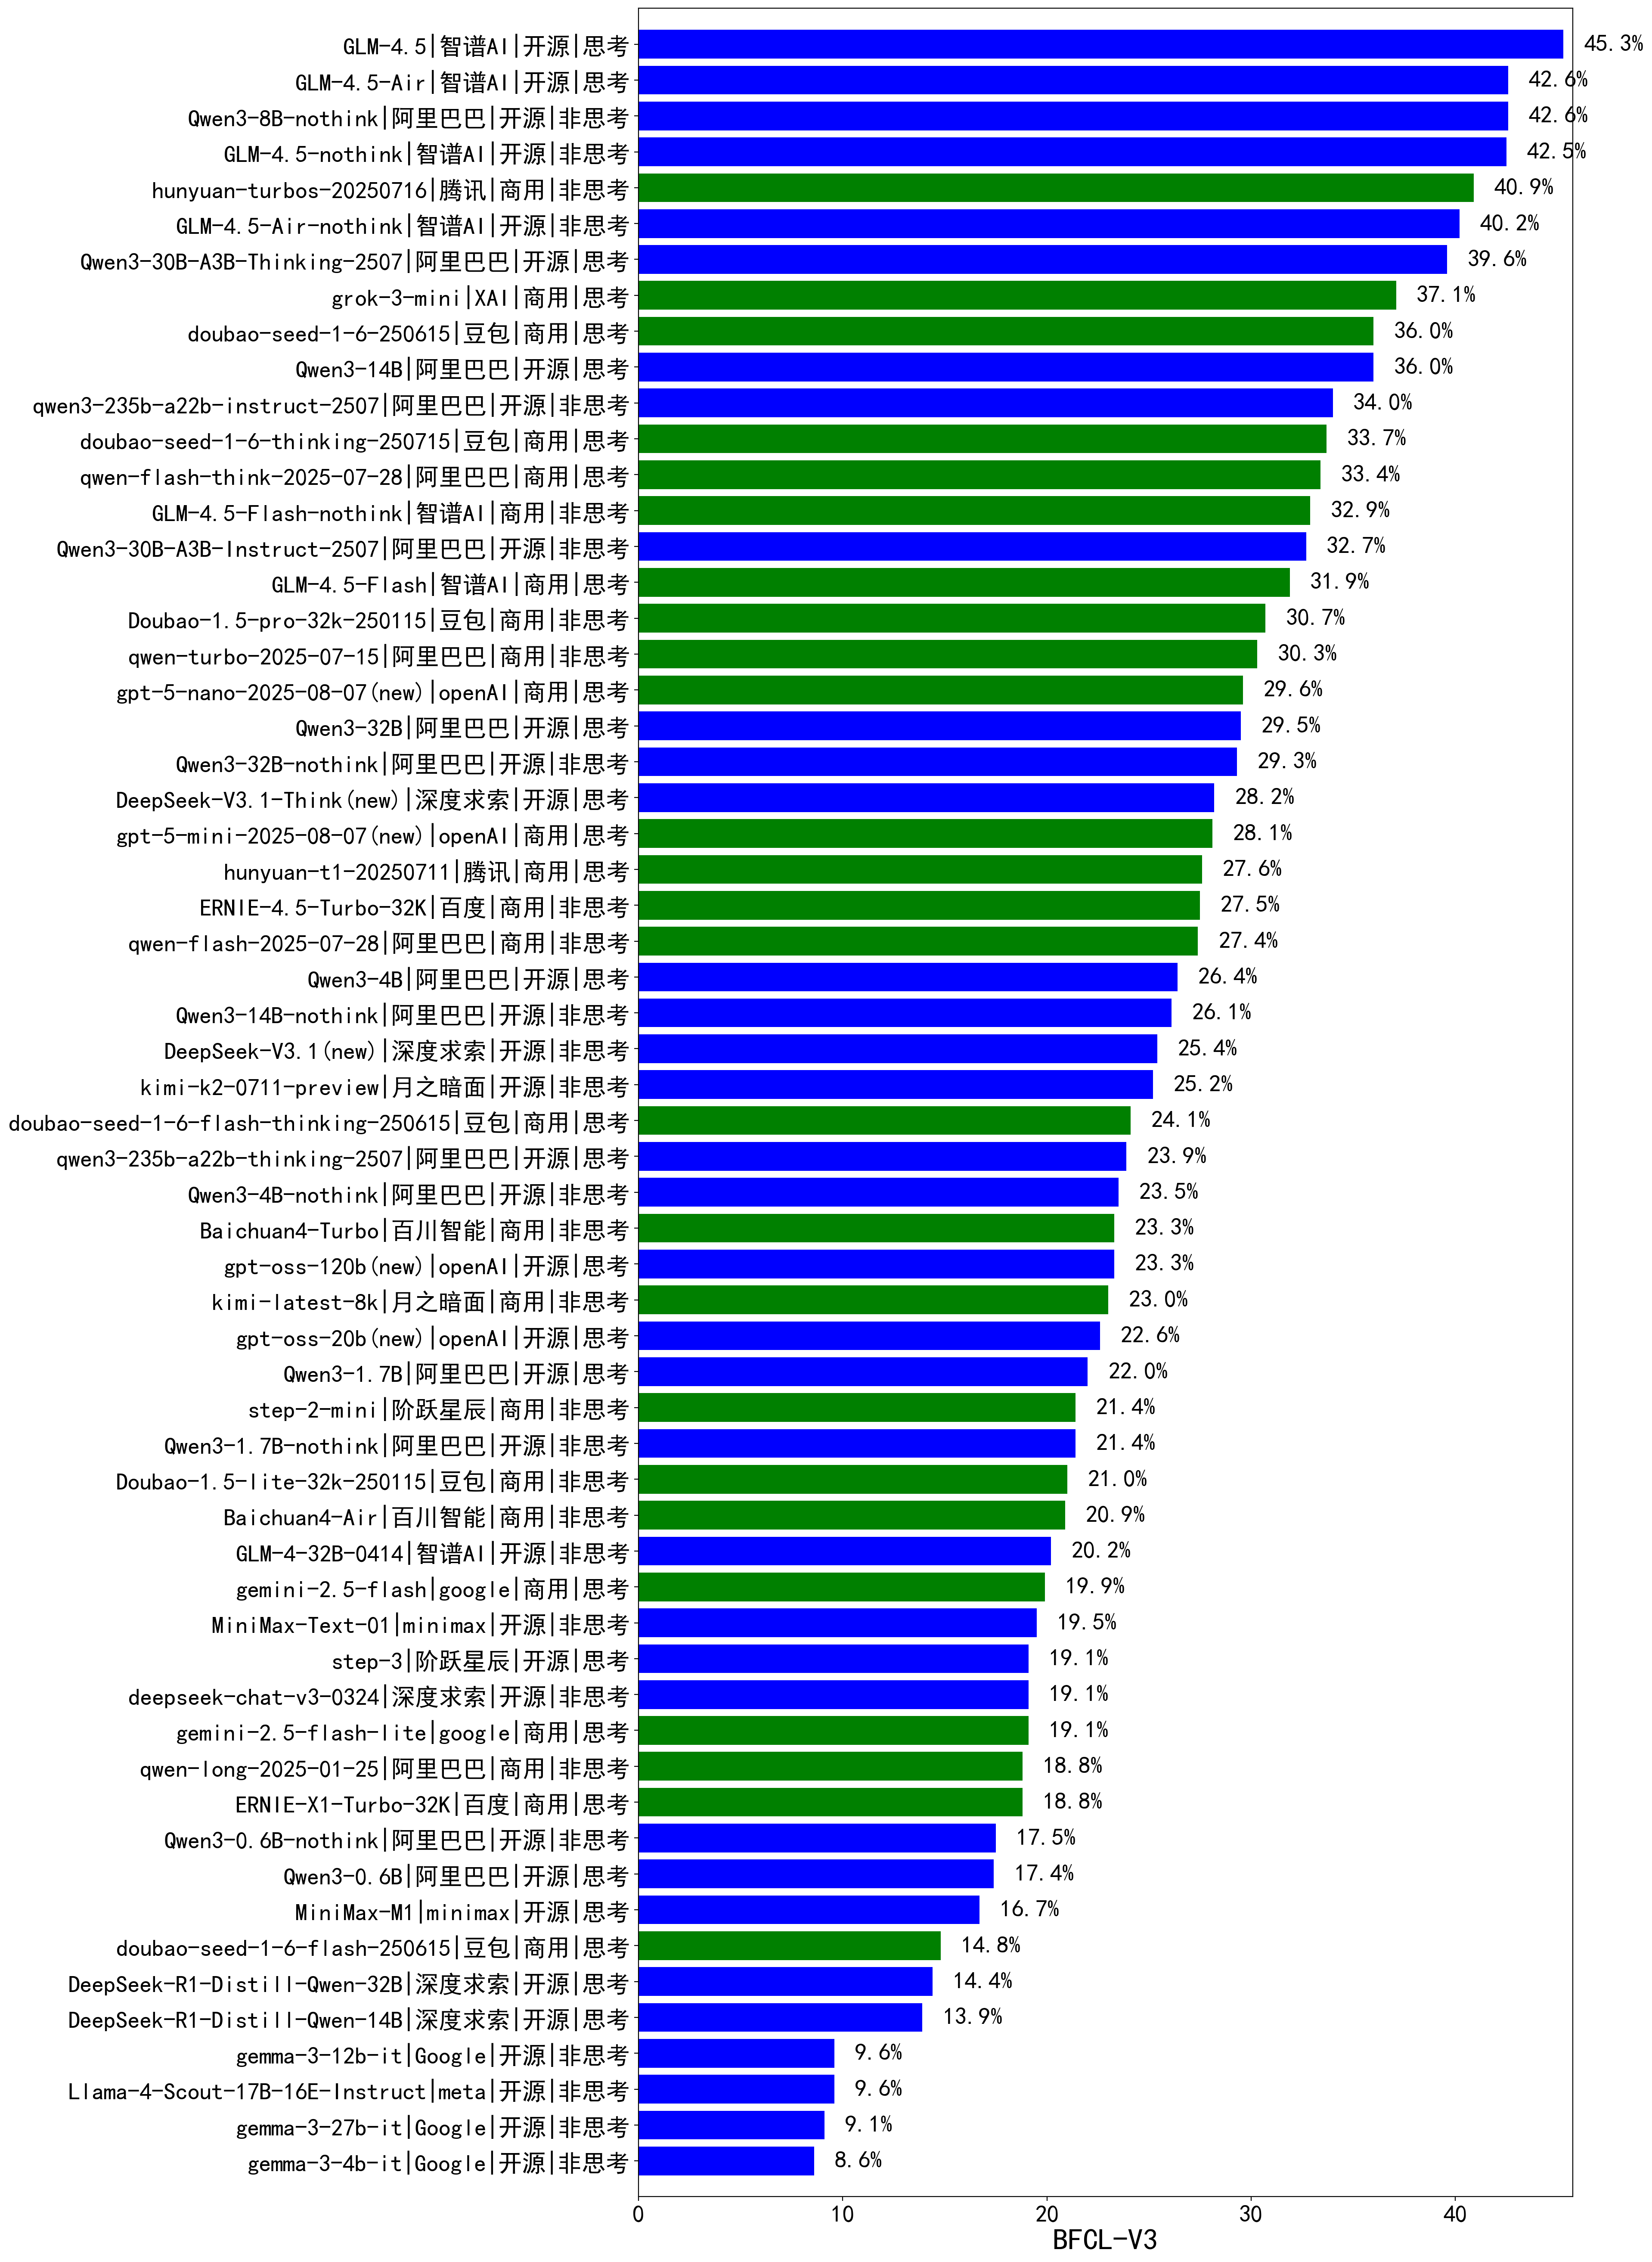 GLM-4.5|智谱AI|开源|思考 45.3%
GLM-4.5-Air|智谱AI|开源|思考 42.6%
Qwen3-8B-nothink|阿里巴巴|开源|非思考 42.6%
GLM-4.5-nothink|智谱AI|开源|非思考 42.5%
hunyuan-turbos-20250716|腾讯|商用|非思考 40.9%
GLM-4.5-Air-nothink|智谱AI|开源|非思考 40.2%
Qwen3-30B-A3B-Thinking-2507|阿里巴巴|开源|思考 39.6%
grok-3-mini|XAI|商用|思考 37.1%
doubao-seed-1-6-250615|豆包|商用|思考 36.0%
Qwen3-14B|阿里巴巴|开源|思考 36.0%
qwen3-235b-a22b-instruct-2507|阿里巴巴|开源|非思考 34.0%
doubao-seed-1-6-thinking-250715|豆包|商用|思考 33.7%
qwen-flash-think-2025-07-28|阿里巴巴|商用|思考 33.4%
GLM-4.5-Flash-nothink|智谱AI|商用|非思考 32.9%
Qwen3-30B-A3B-Instruct-2507|阿里巴巴|开源|非思考 32.7%
GLM-4.5-Flash|智谱AI|商用|思考 31.9%
Doubao-1.5-pro-32k-250115|豆包|商用|非思考 30.7%
qwen-turbo-2025-07-15|阿里巴巴|商用|非思考 30.3%
gpt-5-nano-2025-08-07(new)|openAI|商用|思考 29.6%
Qwen3-32B|阿里巴巴|开源|思考 29.5%
Qwen3-32B-nothink|阿里巴巴|开源|非思考 29.3%
DeepSeek-V3.1-Think(new)|深度求索|开源|思考 28.2%
gpt-5-mini-2025-08-07(new)|openAI|商用|思考 28.1%
hunyuan-t1-20250711|腾讯|商用|思考 27.6%
ERNIE-4.5-Turbo-32K|百度|商用|非思考 27.5%
qwen-flash-2025-07-28|阿里巴巴|商用|非思考 27.4%
Qwen3-4B|阿里巴巴|开源|思考 26.4%
Qwen3-14B-nothink|阿里巴巴|开源|非思考 26.1%
DeepSeek-V3.1(new)|深度求索|开源|非思考 25.4%
kimi-k2-0711-preview|月之暗面|开源|非思考 25.2%
doubao-seed-1-6-flash-thinking-250615|豆包|商用|思考 24.1%
qwen3-235b-a22b-thinking-2507|阿里巴巴|开源|思考 23.9%
Qwen3-4B-nothink|阿里巴巴|开源|非思考 23.5%
Baichuan4-Turbo|百川智能|商用|非思考 23.3%
gpt-oss-120b(new)|openAI|开源|思考 23.3%
kimi-latest-8k|月之暗面|商用|非思考 23.0%
gpt-oss-20b(new)|openAI|开源|思考 22.6%
Qwen3-1.7B|阿里巴巴|开源|思考 22.0%
step-2-mini|阶跃星辰|商用|非思考 21.4%
Qwen3-1.7B-nothink|阿里巴巴|开源|非思考 21.4%
Doubao-1.5-lite-32k-250115|豆包|商用|非思考 21.0%
Baichuan4-Air|百川智能|商用|非思考 20.9%
GLM-4-32B-0414|智谱AI|开源|非思考 20.2%
gemini-2.5-flash|google|商用|思考 19.9%
MiniMax-Text-01|minimax|开源|非思考 19.5%
step-3|阶跃星辰|开源|思考 19.1%
deepseek-chat-v3-0324|深度求索|开源|非思考 19.1%
gemini-2.5-flash-lite|google|商用|思考 19.1%
qwen-long-2025-01-25|阿里巴巴|商用|非思考 18.8%
ERNIE-X1-Turbo-32K|百度|商用|思考 18.8%
Qwen3-0.6B-nothink|阿里巴巴|开源|非思考 17.5%
Qwen3-0.6B|阿里巴巴|开源|思考 17.4%
MiniMax-M1|minimax|开源|思考 16.7%
doubao-seed-1-6-flash-250615|豆包|商用|思考 14.8%
DeepSeek-R1-Distill-Qwen-32B|深度求索|开源|思考 14.4%
DeepSeek-R1-Distill-Qwen-14B|深度求索|开源|思考 13.9%
gemma-3-12b-it|Google|开源|非思考 9.6%
Llama-4-Scout-17B-16E-Instruct|meta|开源|非思考 9.6%
gemma-3-27b-it|Google|开源|非思考 9.1%
gemma-3-4b-it|Google|开源|非思考 8.6%
0 10 20 30 40
BFCL-V3